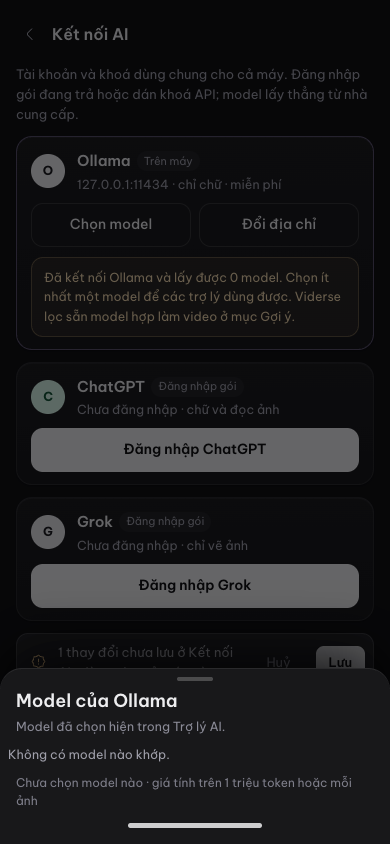 Kết nối AI
Tài khoản và khoá dùng chung cho cả máy. Đăng nhập
gói đang trả hoặc dán khoá API; model lấy thẳng từ nhà
cung cấp.
O
Ollama
Trên máy
127.0.0.1:11434 · chỉ chữ · miễn phí
Chọn model
Đổi địa chỉ
Đã kết nối Ollama và lấy được 0 model. Chọn ít
nhất một model để các trợ lý dùng được. Viderse
lọc sẵn model hợp làm video ở mục Gợi ý.
C
ChatGPT
Đăng nhập gói
Chưa đăng nhập · chữ và đọc ảnh
Đăng nhập ChatGPT
G
Grok
Đăng nhập gói
Chưa đăng nhập · chỉ vẽ ảnh
Đăng nhập Grok
1 thay đổi chưa lưu ở Kết nối
Huỷ
Lưu
Model của Ollama
Model đã chọn hiện trong Trợ lý AI.
Không có model nào khớp.
Chưa chọn model nào · giá tính trên 1 triệu token hoặc mỗi
ảnh